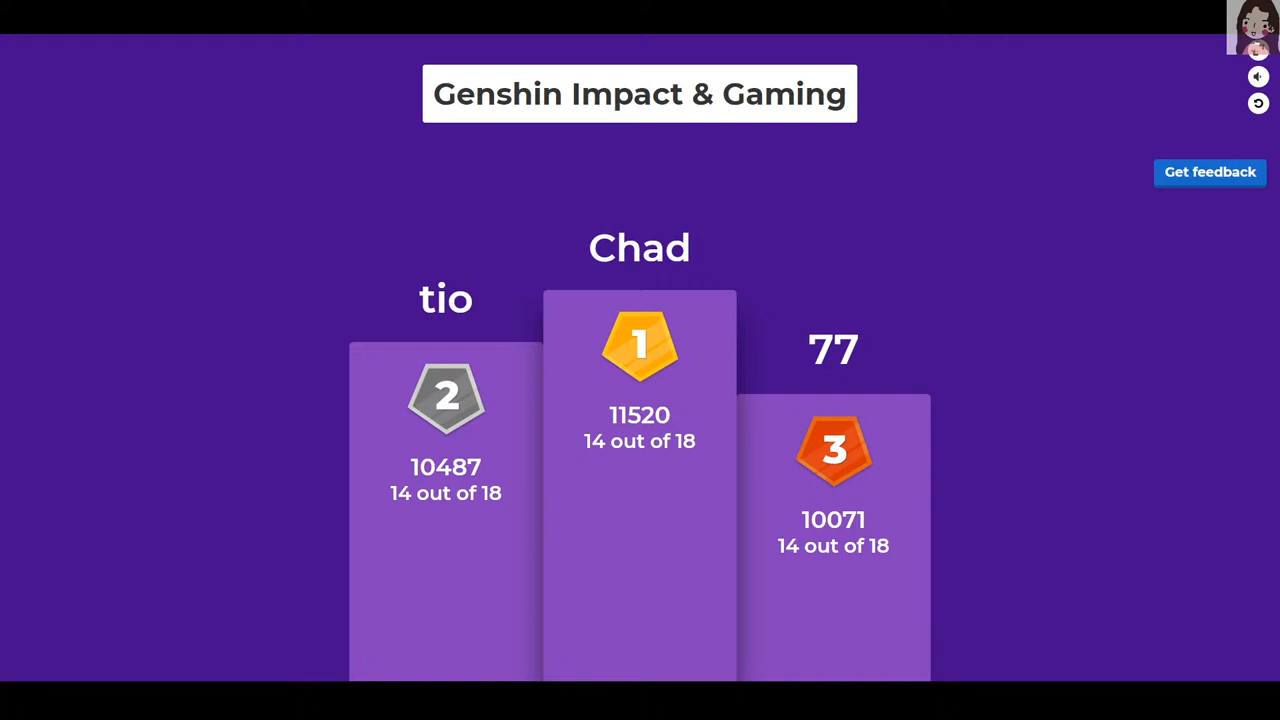 Genshin Impact & Gaming
Get feedback
Chad
tio
77
1
11520
14 out of 18
2
10487
14 out of 18
3
10071
14 out of 18